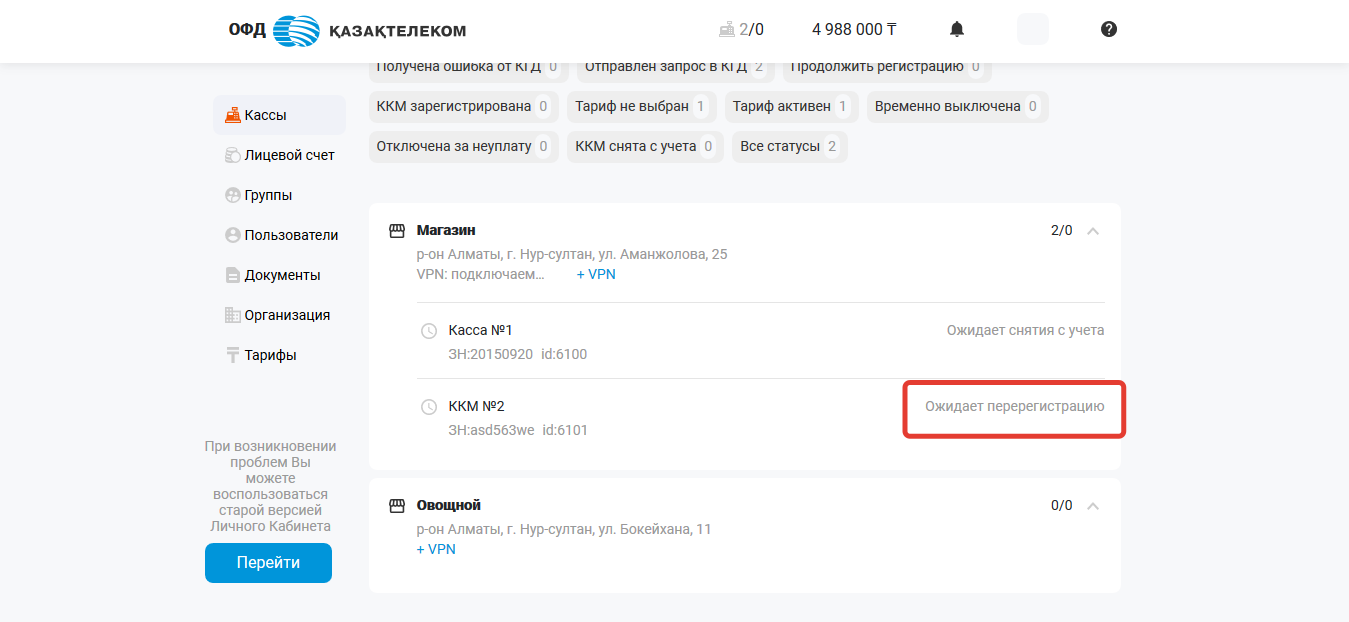 ОФД ҚАЗАҚТЕЛЕКОМ 2/0 4 988 000 ₸
Получена ошибка от КГД 0 Отправлен запрос в КГД 2 Продолжить регистрацию 0
ККМ зарегистрирована 0 Тариф не выбран 1 Тариф активен 1 Временно выключена 0
Отключена за неуплату 0 ККМ снята с учета 0 Все статусы 2
Кассы
Лицевой счет
Группы
Пользователи
Документы
Организация
Тарифы
При возникновении
проблем Вы
можете
воспользоваться
старой версией
Личного Кабинета
Перейти
Магазин 2/0
р-он Алматы, г. Нур-султан, ул. Аманжолова, 25
VPN: подключаем... + VPN
Касса №1 Ожидает снятия с учета
ЗН:20150920 id:6100
ККМ №2 Ожидает перерегистрацию
ЗН:asd563we id:6101
Овощной 0/0
р-он Алматы, г. Нур-султан, ул. Бокейхана, 11
+ VPN